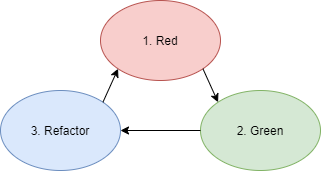 1. Red
2. Green
3. Refactor